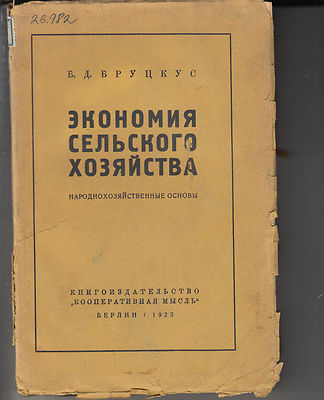 26.982
Б. Д. БРУЦКУС
ЭКОНОМИЯ
СЕЛЬСКОГО
ХОЗЯЙСТВА
НАРОДНОХОЗЯЙСТВЕННЫЕ ОСНОВЫ
КНИГОИЗДАТЕЛЬСТВО
„КООПЕРАТИВНАЯ МЫСЛЬ“
БЕРЛИН / 1923